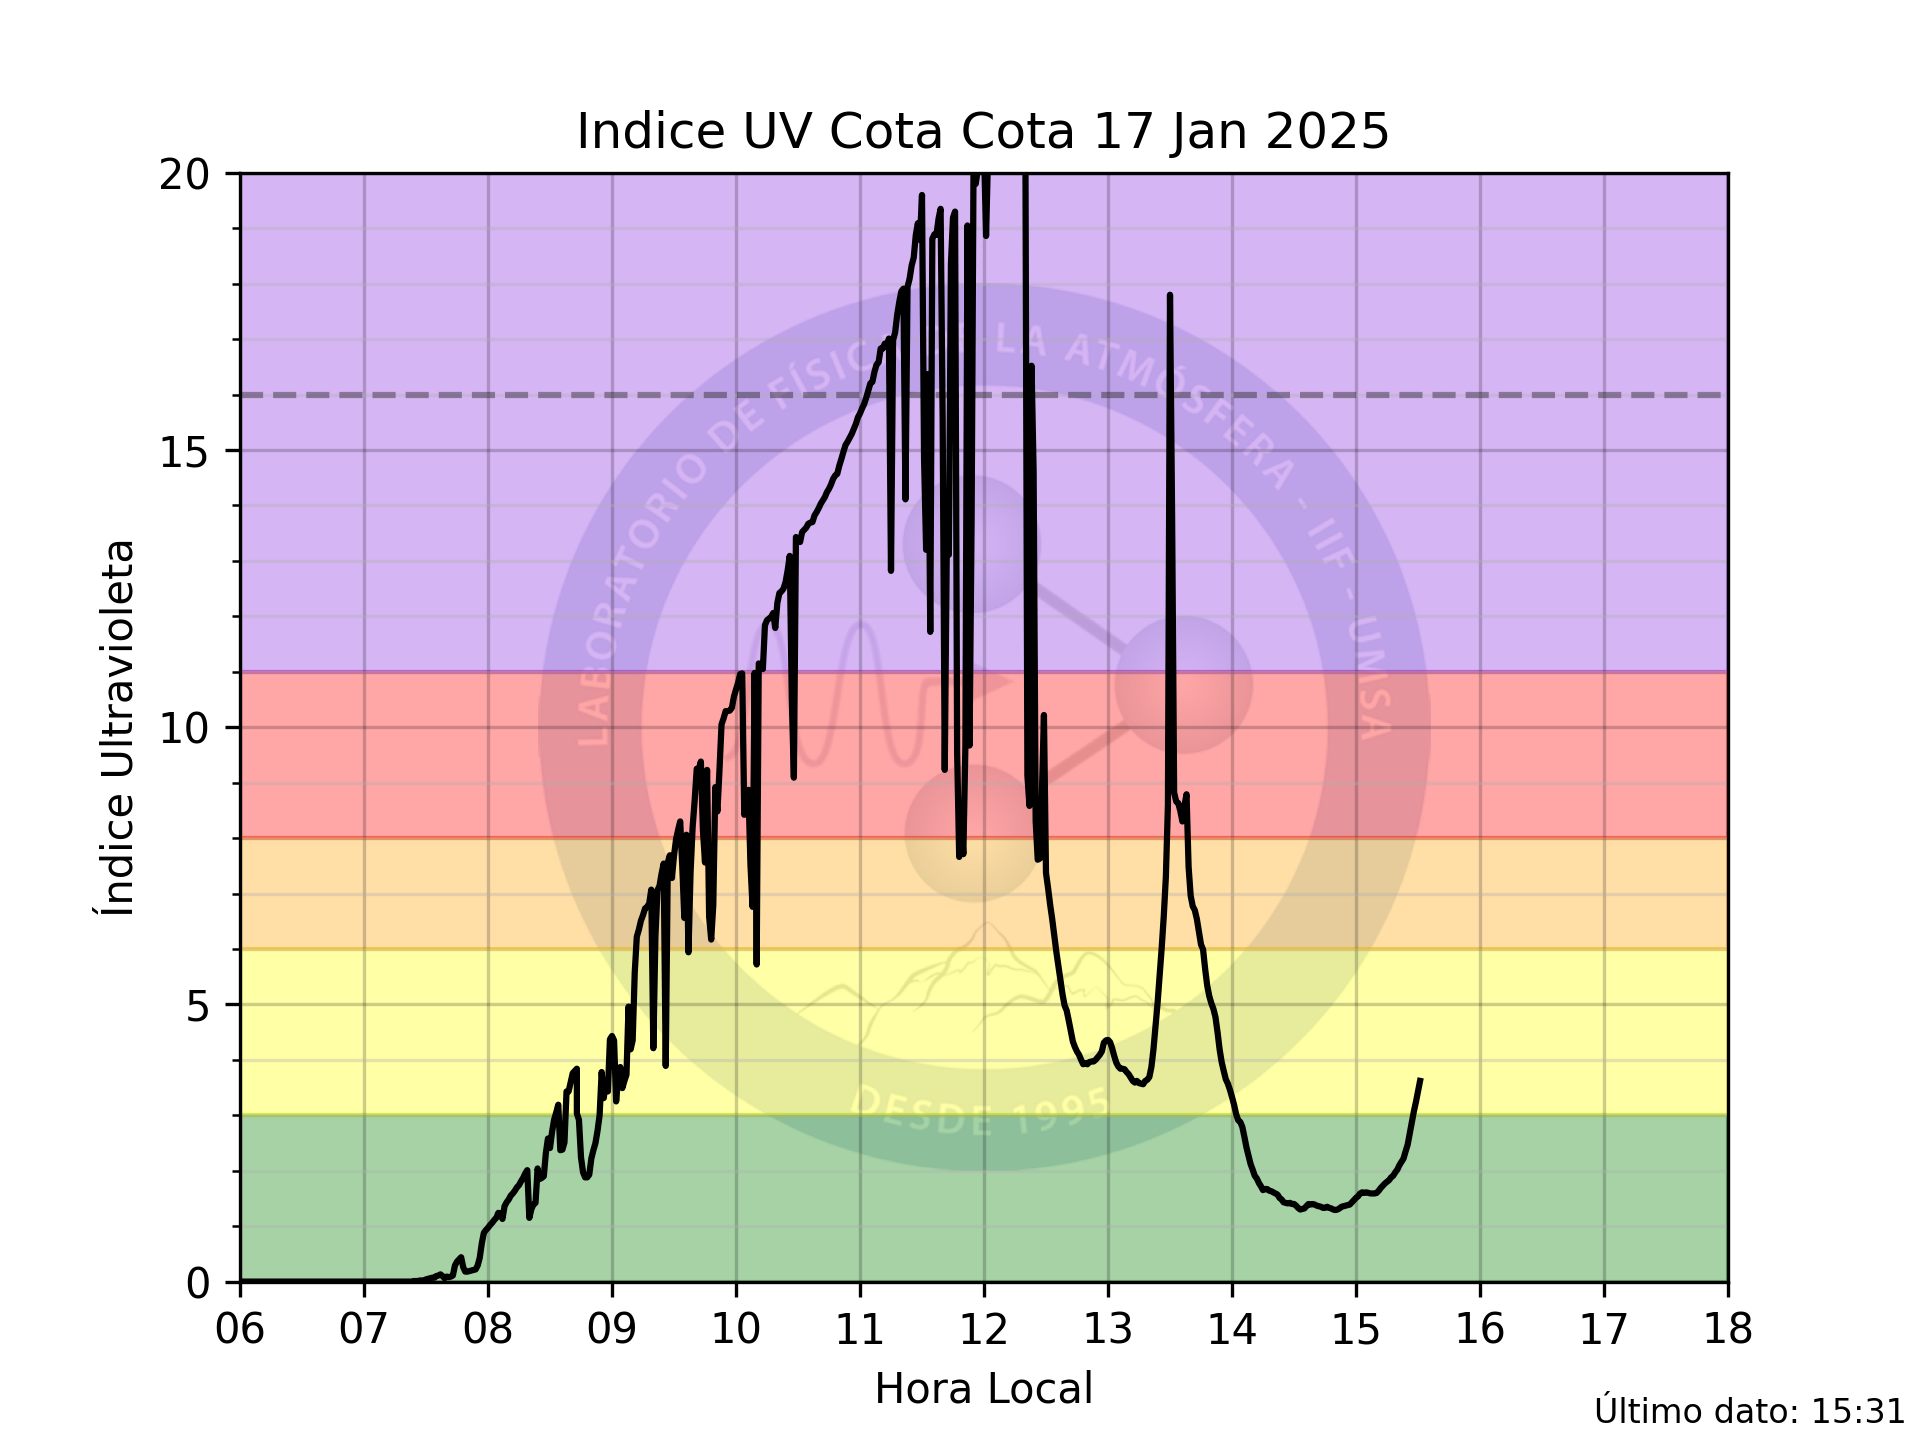 Indice UV Cota Cota 17 Jan 2025
20
15
10
5
0
Índice Ultravioleta
06 07 08 09 10 11 12 13 14 15 16 17 18
Hora Local
Último dato: 15:31
LABORATORIO DE FÍSIC LA ATMÓSFERA - IIF - UMSA
DESDE 1995